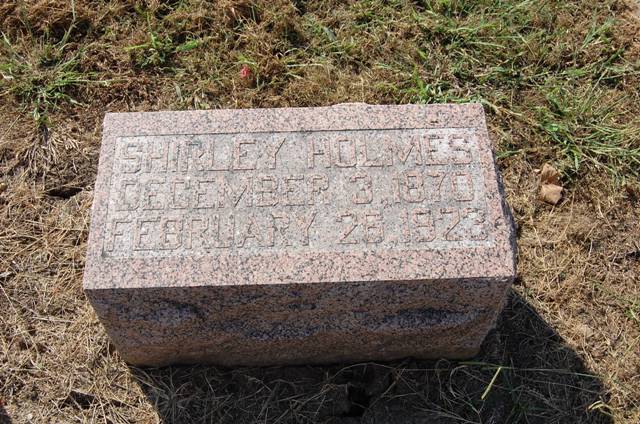 SHIRLEY HOLMES
DECEMBER 3, 1870
FEBRUARY 26, 1923